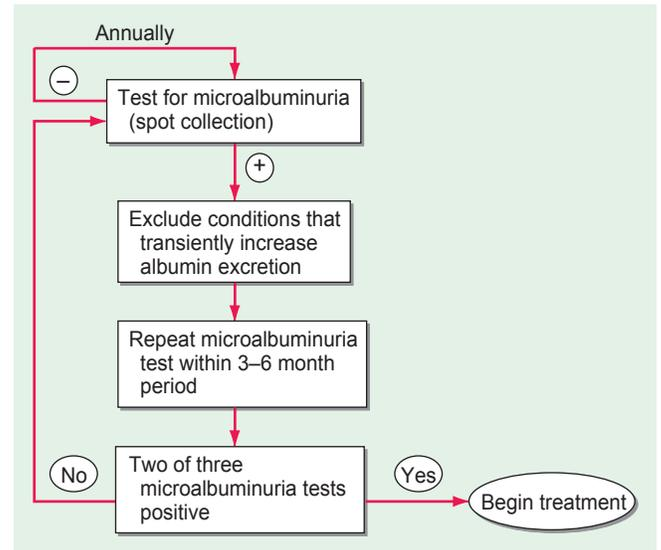 Annually
−
Test for microalbuminuria
(spot collection)
+
Exclude conditions that
transiently increase
albumin excretion
Repeat microalbuminuria
test within 3–6 month
period
Two of three
microalbuminuria tests
positive
No
Yes
Begin treatment